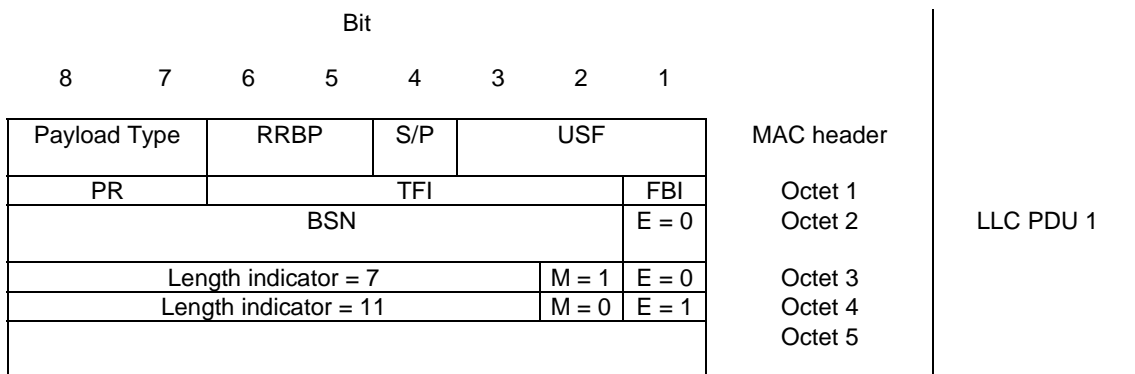 Bit
8 7 6 5 4 3 2 1
Payload Type RRBP S/P USF MAC header
PR TFI FBI Octet 1
BSN E = 0 Octet 2 LLC PDU 1
Length indicator = 7 M = 1 E = 0 Octet 3
Length indicator = 11 M = 0 E = 1 Octet 4
Octet 5